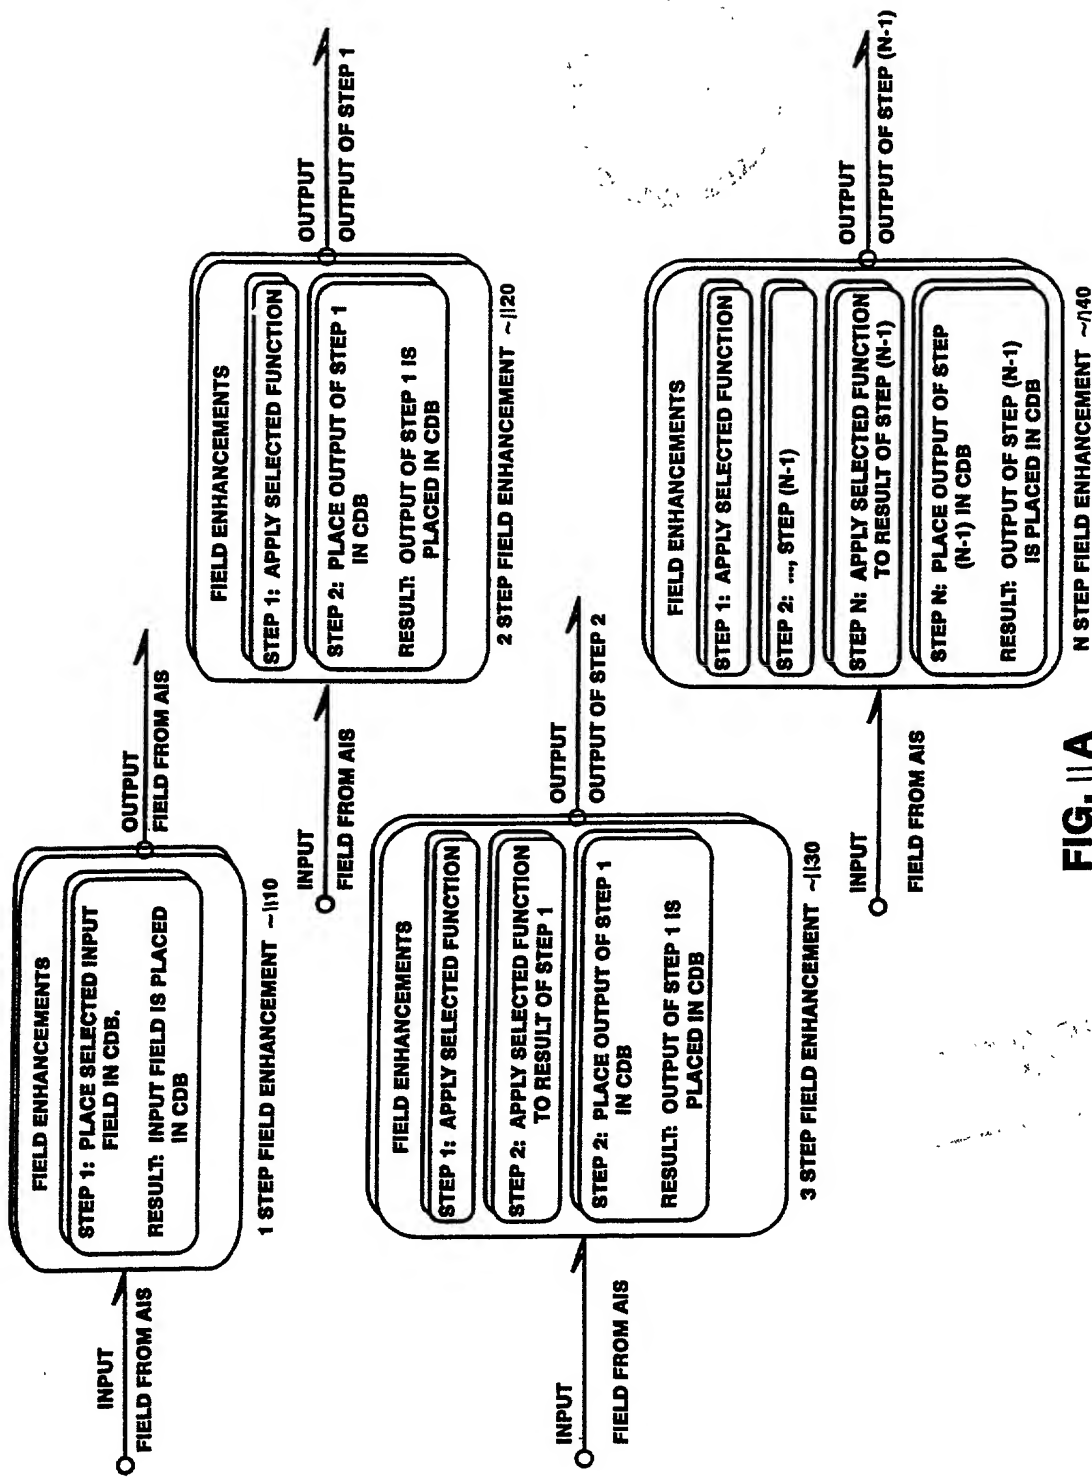 INPUT
FIELD FROM AIS
FIELD ENHANCEMENTS
STEP 1: PLACE SELECTED INPUT
FIELD IN CDB.
RESULT: INPUT FIELD IS PLACED
IN CDB
1 STEP FIELD ENHANCEMENT ~1110
OUTPUT
FIELD FROM AIS
INPUT
FIELD FROM AIS
FIELD ENHANCEMENTS
STEP 1: APPLY SELECTED FUNCTION
STEP 2: PLACE OUTPUT OF STEP 1
IN CDB
RESULT: OUTPUT OF STEP 1 IS
PLACED IN CDB
2 STEP FIELD ENHANCEMENT ~1120
OUTPUT
OUTPUT OF STEP 1
INPUT
FIELD FROM AIS
FIELD ENHANCEMENTS
STEP 1: APPLY SELECTED FUNCTION
STEP 2: APPLY SELECTED FUNCTION
TO RESULT OF STEP 1
STEP 2: PLACE OUTPUT OF STEP 1
IN CDB
RESULT: OUTPUT OF STEP 1 IS
PLACED IN CDB
3 STEP FIELD ENHANCEMENT ~1130
OUTPUT
OUTPUT OF STEP 2
INPUT
FIELD FROM AIS
FIELD ENHANCEMENTS
STEP 1: APPLY SELECTED FUNCTION
STEP 2: ..., STEP (N-1)
STEP N: APPLY SELECTED FUNCTION
TO RESULT OF STEP (N-1)
STEP N: PLACE OUTPUT OF STEP
(N-1) IN CDB
RESULT: OUTPUT OF STEP (N-1)
IS PLACED IN CDB
N STEP FIELD ENHANCEMENT ~1140
OUTPUT
OUTPUT OF STEP (N-1)
FIG. 11A